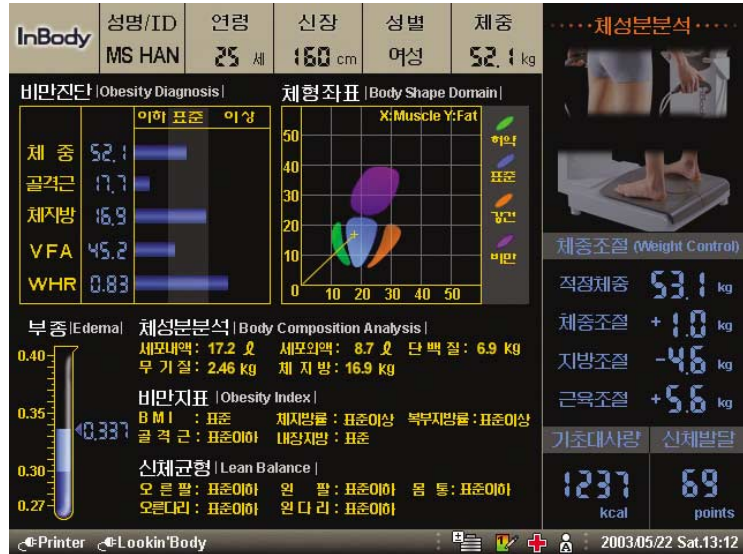 InBody
성명/ID 연령 신장 성별 체중
MS HAN 25 세 160 cm 여성 52.1 kg
체성분분석
비만진단 |Obesity Diagnosis|
이하 표준 이상
체 중 52.1
골격근 17.7
체지방 16.9
VFA 45.2
WHR 0.83
체형좌표 |Body Shape Domain|
X:Muscle Y:Fat
50
40
30
20
10
0 10 20 30 40 50
허약
표준
강건
비만
부종|Edema|
0.40
0.35
0.337
0.30
0.27
체성분분석 |Body Composition Analysis|
세포내액: 17.2 ℓ 세포외액: 8.7 ℓ 단 백 질: 6.9 kg
무 기 질: 2.46 kg 체 지 방: 16.9 kg
비만지표 |Obesity Index|
B M I : 표준 체지방률 : 표준이상 복부지방률 : 표준이상
골 격 근 : 표준이하 내장지방 : 표준
신체균형 |Lean Balance|
오 른 팔 : 표준이하 왼 팔 : 표준이하 몸 통 : 표준이하
오른다리 : 표준이하 왼 다 리 : 표준이하
체중조절 (Weight Control)
적정체중 53.1 kg
체중조절 +1.0 kg
지방조절 -4.6 kg
근육조절 +5.6 kg
기초대사량 신체발달
1237 69
kcal points
Printer Lookin'Body 2003/05/22 Sat.13:12